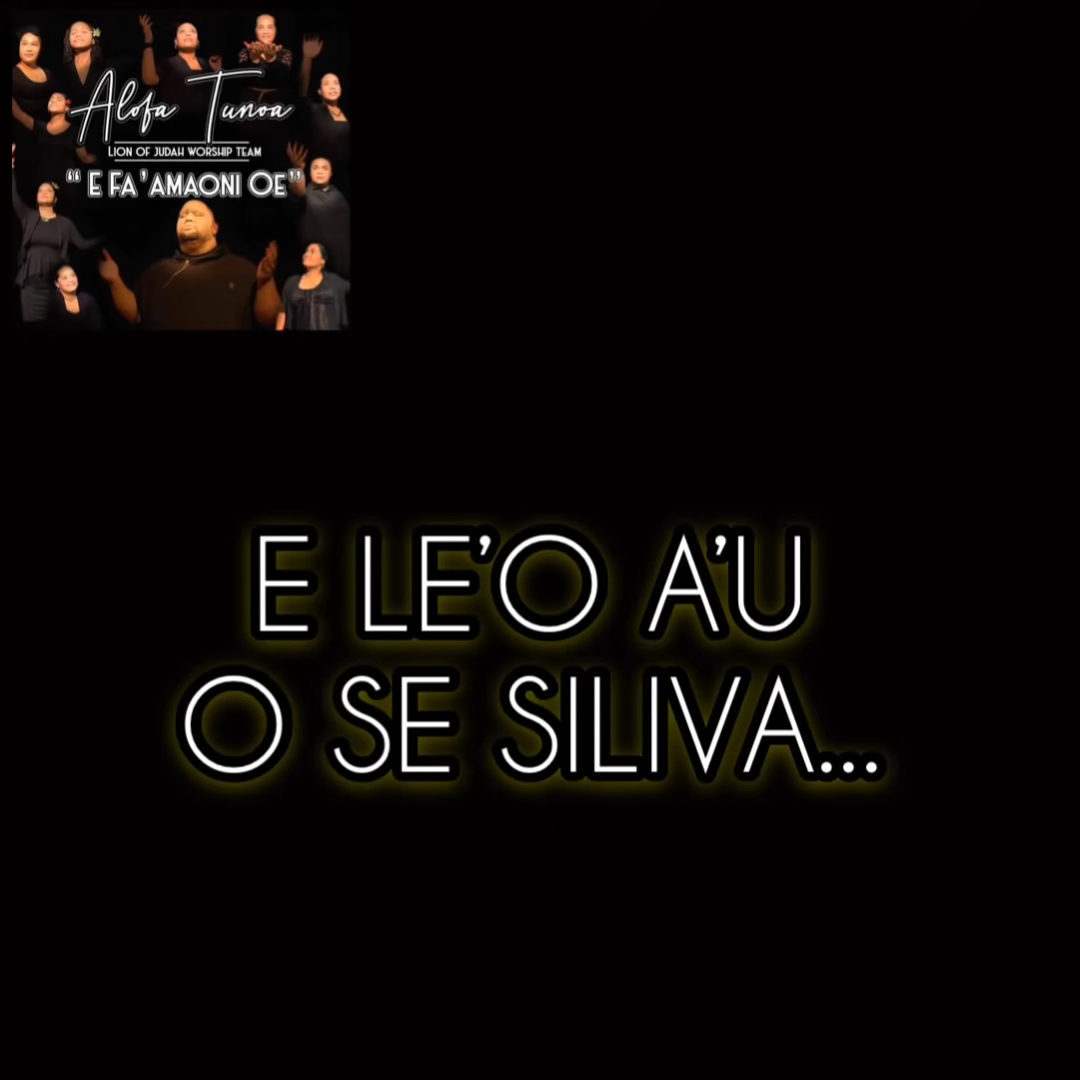 Alofa Tunoa
LION OF JUDAH WORSHIP TEAM
“ E FA'AMAONI OE”
E LE’O A’U
O SE SILIVA...